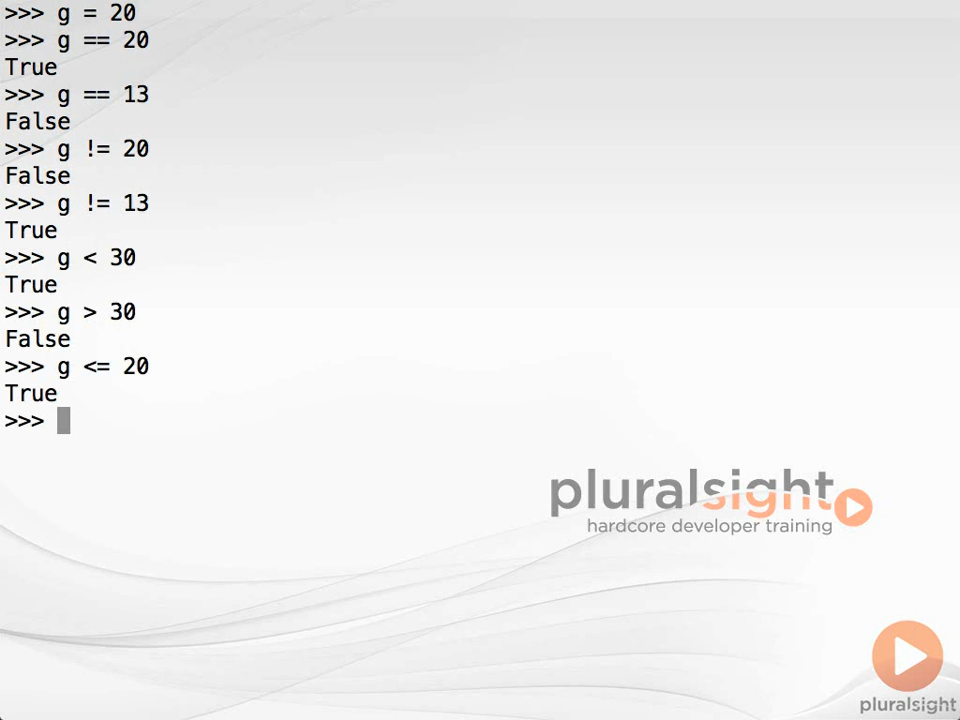 >>> g = 20
>>> g == 20
True
>>> g == 13
False
>>> g != 20
False
>>> g != 13
True
>>> g < 30
True
>>> g > 30
False
>>> g <= 20
True
>>>
pluralsight
hardcore developer training
pluralsight